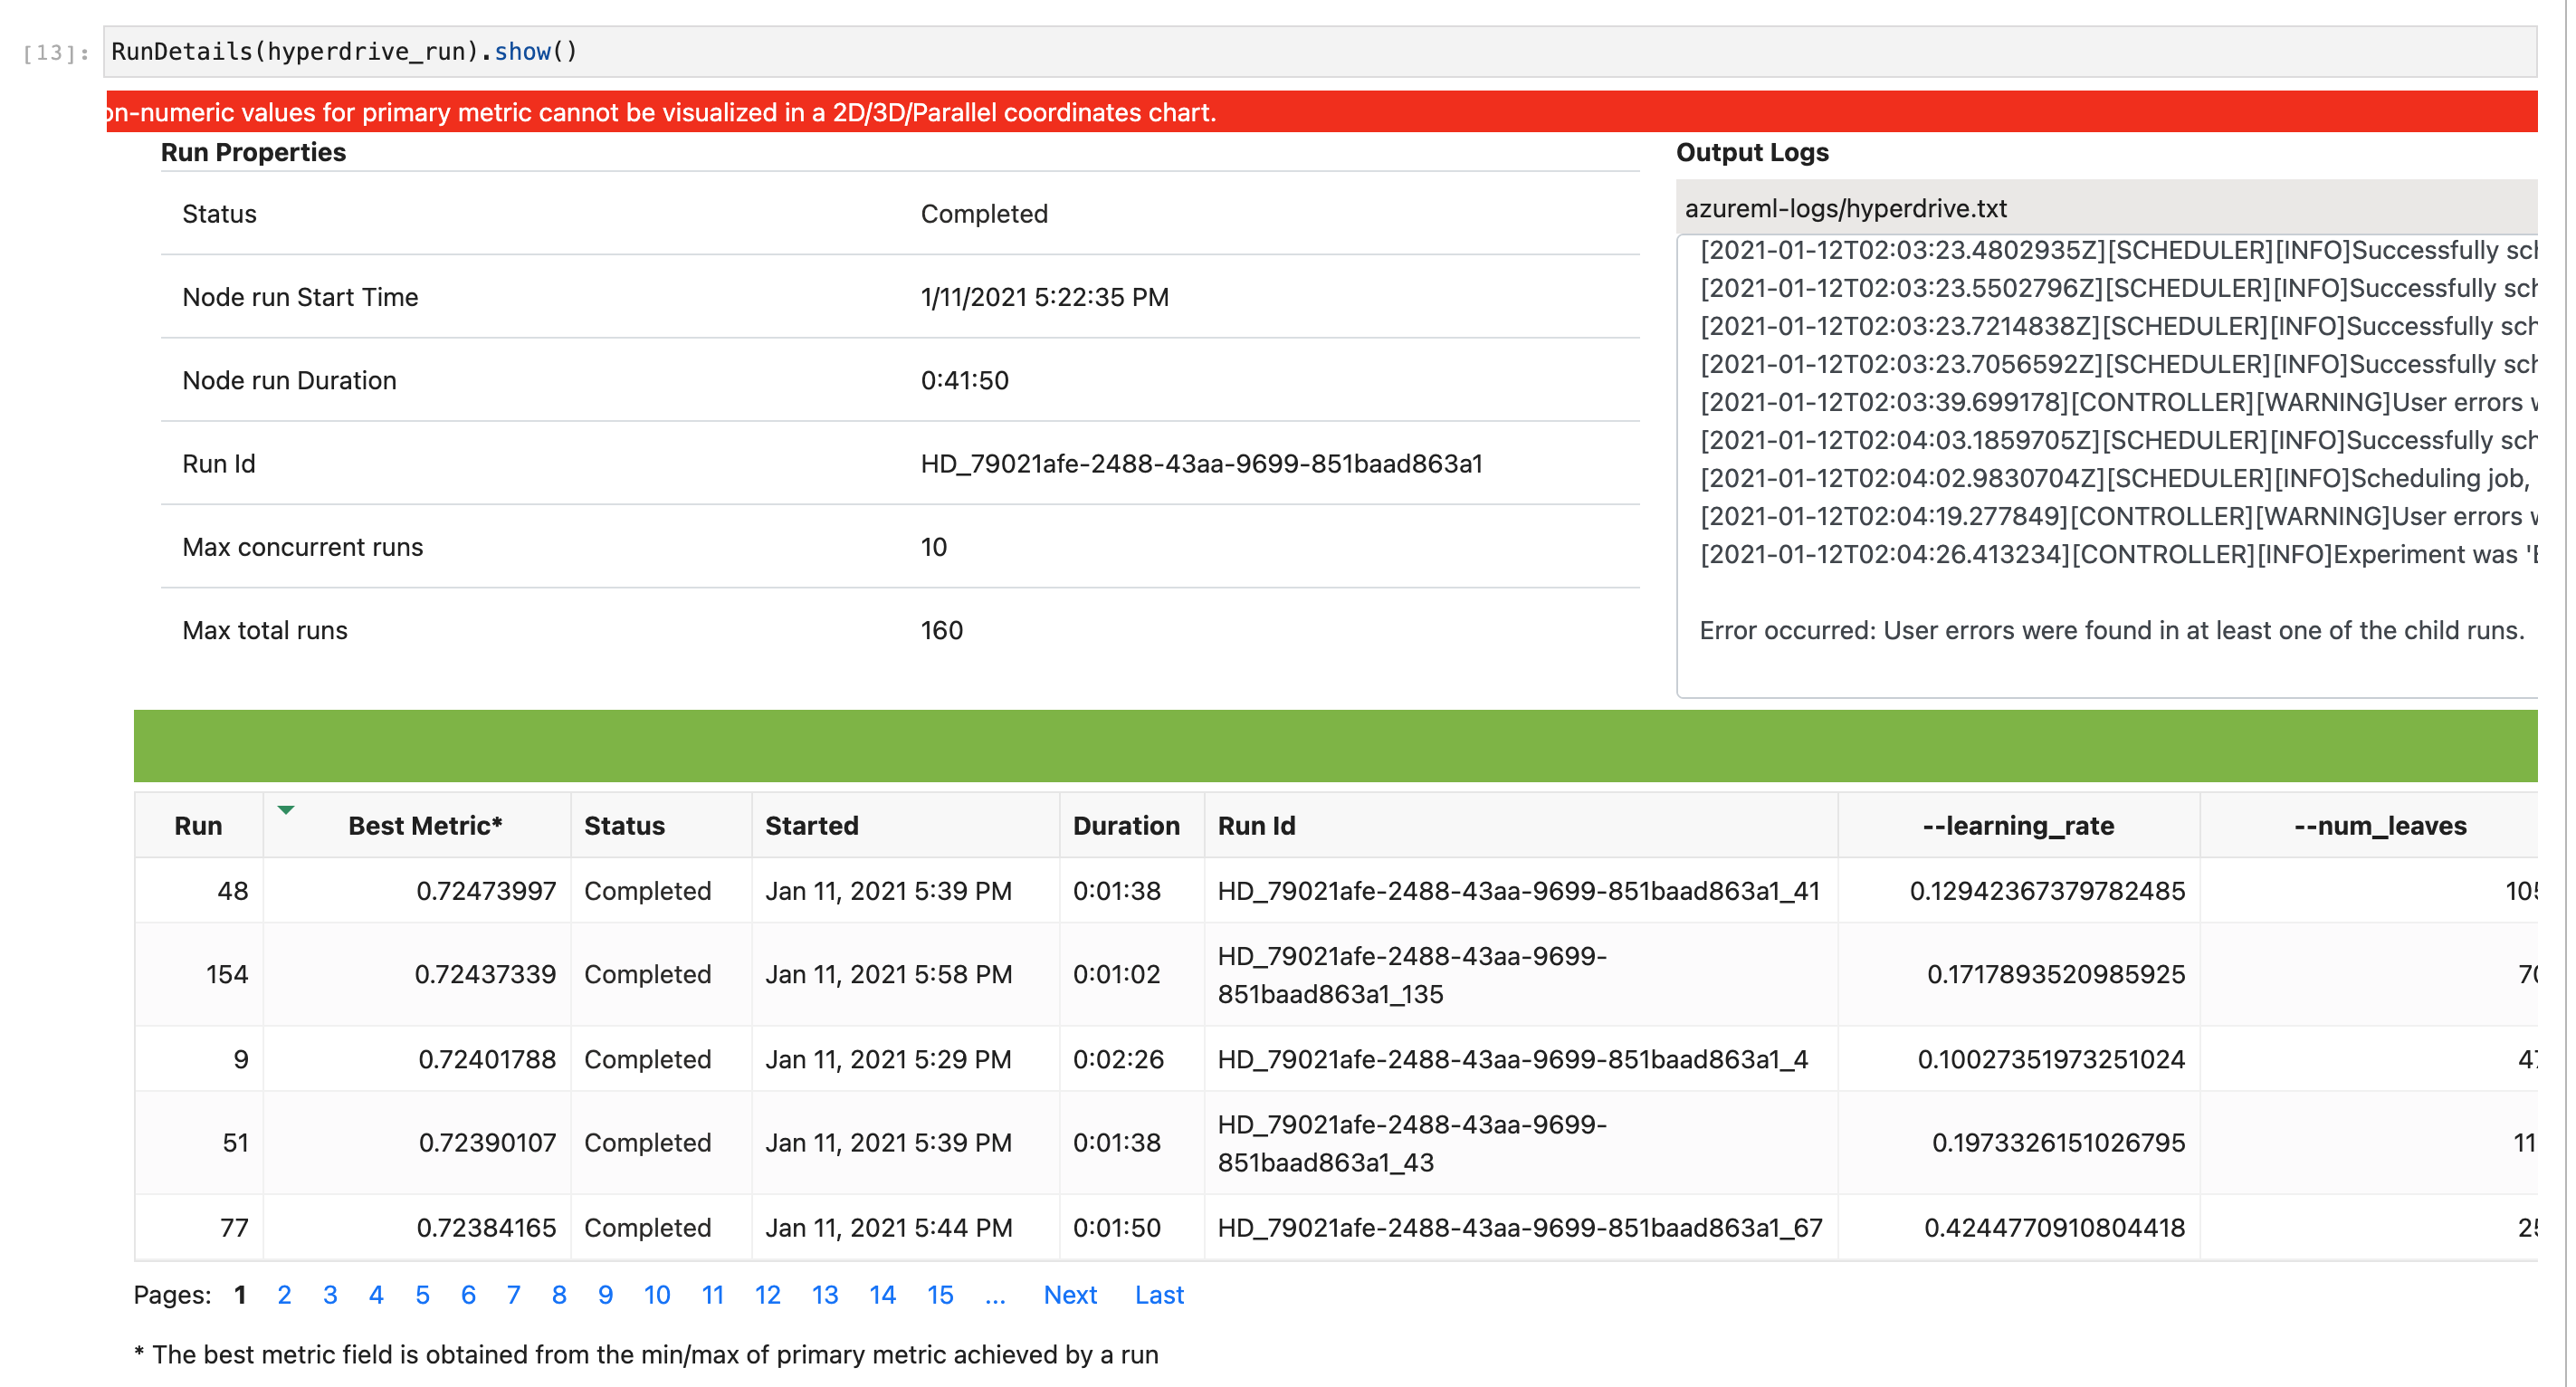 [13]: RunDetails(hyperdrive_run).show()
on-numeric values for primary metric cannot be visualized in a 2D/3D/Parallel coordinates chart.
Run Properties
Status Completed
Node run Start Time 1/11/2021 5:22:35 PM
Node run Duration 0:41:50
Run Id HD_79021afe-2488-43aa-9699-851baad863a1
Max concurrent runs 10
Max total runs 160
Output Logs
azureml-logs/hyperdrive.txt
[2021-01-12T02:03:23.4802935Z][SCHEDULER][INFO]Successfully sch
[2021-01-12T02:03:23.5502796Z][SCHEDULER][INFO]Successfully sch
[2021-01-12T02:03:23.7214838Z][SCHEDULER][INFO]Successfully sch
[2021-01-12T02:03:23.7056592Z][SCHEDULER][INFO]Successfully sch
[2021-01-12T02:03:39.699178][CONTROLLER][WARNING]User errors w
[2021-01-12T02:04:03.1859705Z][SCHEDULER][INFO]Successfully sch
[2021-01-12T02:04:02.9830704Z][SCHEDULER][INFO]Scheduling job,
[2021-01-12T02:04:19.277849][CONTROLLER][WARNING]User errors w
[2021-01-12T02:04:26.413234][CONTROLLER][INFO]Experiment was 'E
Error occurred: User errors were found in at least one of the child runs.
Run Best Metric* Status Started Duration Run Id --learning_rate --num_leaves
48 0.72473997 Completed Jan 11, 2021 5:39 PM 0:01:38 HD_79021afe-2488-43aa-9699-851baad863a1_41 0.12942367379782485 105
154 0.72437339 Completed Jan 11, 2021 5:58 PM 0:01:02 HD_79021afe-2488-43aa-9699-
851baad863a1_135 0.1717893520985925 70
9 0.72401788 Completed Jan 11, 2021 5:29 PM 0:02:26 HD_79021afe-2488-43aa-9699-851baad863a1_4 0.10027351973251024 47
51 0.72390107 Completed Jan 11, 2021 5:39 PM 0:01:38 HD_79021afe-2488-43aa-9699-
851baad863a1_43 0.1973326151026795 11
77 0.72384165 Completed Jan 11, 2021 5:44 PM 0:01:50 HD_79021afe-2488-43aa-9699-851baad863a1_67 0.4244770910804418 25
Pages: 1 2 3 4 5 6 7 8 9 10 11 12 13 14 15 ... Next Last
* The best metric field is obtained from the min/max of primary metric achieved by a run